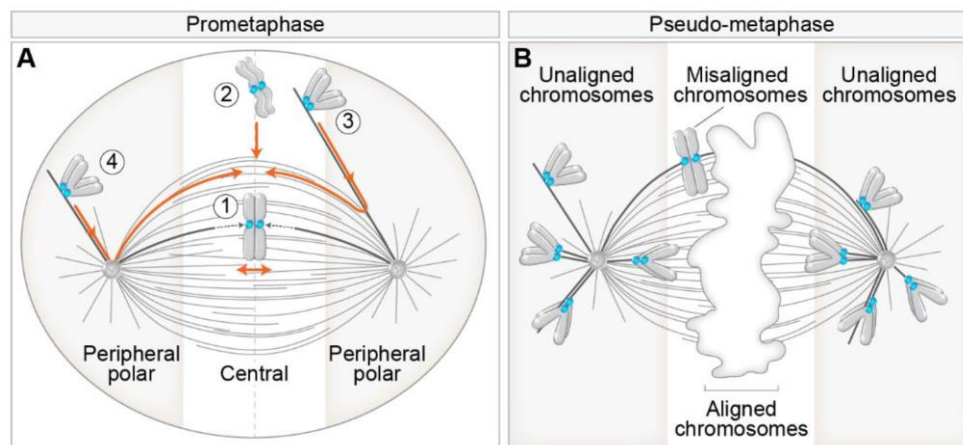 Prometaphase
A
②
③
④
①
Peripheral
polar
Central
Peripheral
polar
Pseudo-metaphase
B
Unaligned
chromosomes
Misaligned
chromosomes
Unaligned
chromosomes
Aligned
chromosomes